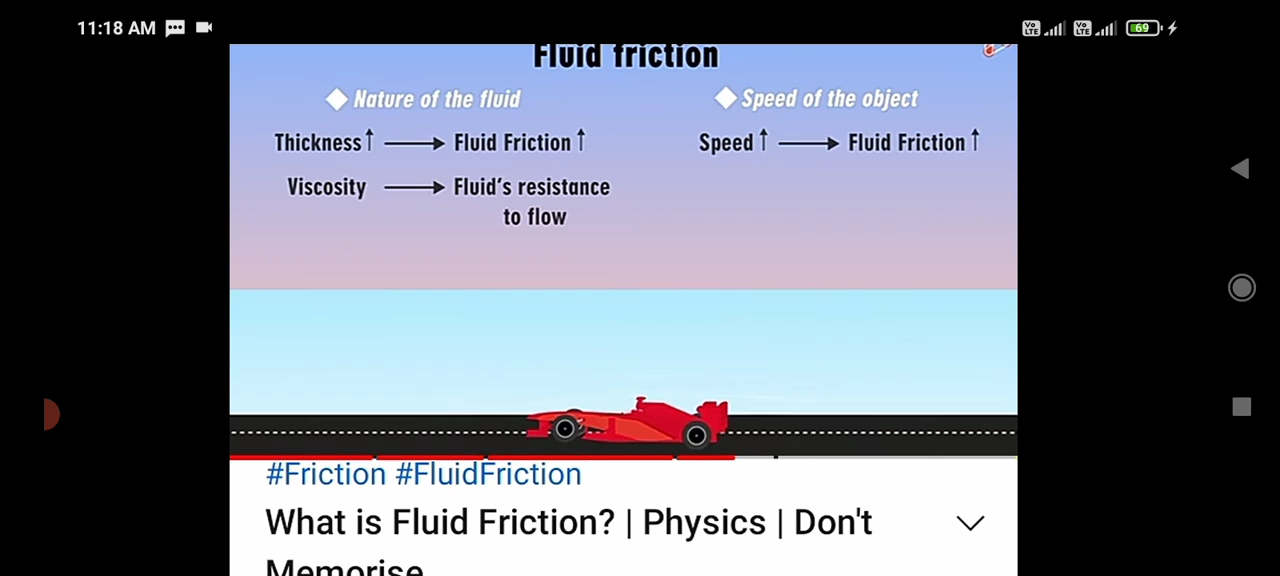 11:18 AM
69
Fluid friction
Nature of the fluid
Thickness↑ → Fluid Friction↑
Viscosity → Fluid's resistance
to flow
Speed of the object
Speed↑ → Fluid Friction↑
#Friction #FluidFriction
What is Fluid Friction? | Physics | Don't
Memorise